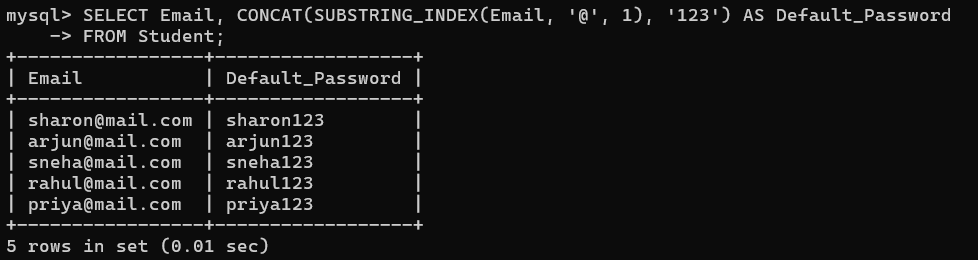 mysql> SELECT Email, CONCAT(SUBSTRING_INDEX(Email, '@', 1), '123') AS Default_Password
    -> FROM Student;
+-----------------+------------------+
| Email           | Default_Password |
+-----------------+------------------+
| sharon@mail.com | sharon123        |
| arjun@mail.com  | arjun123         |
| sneha@mail.com  | sneha123         |
| rahul@mail.com  | rahul123         |
| priya@mail.com  | priya123         |
+-----------------+------------------+
5 rows in set (0.01 sec)